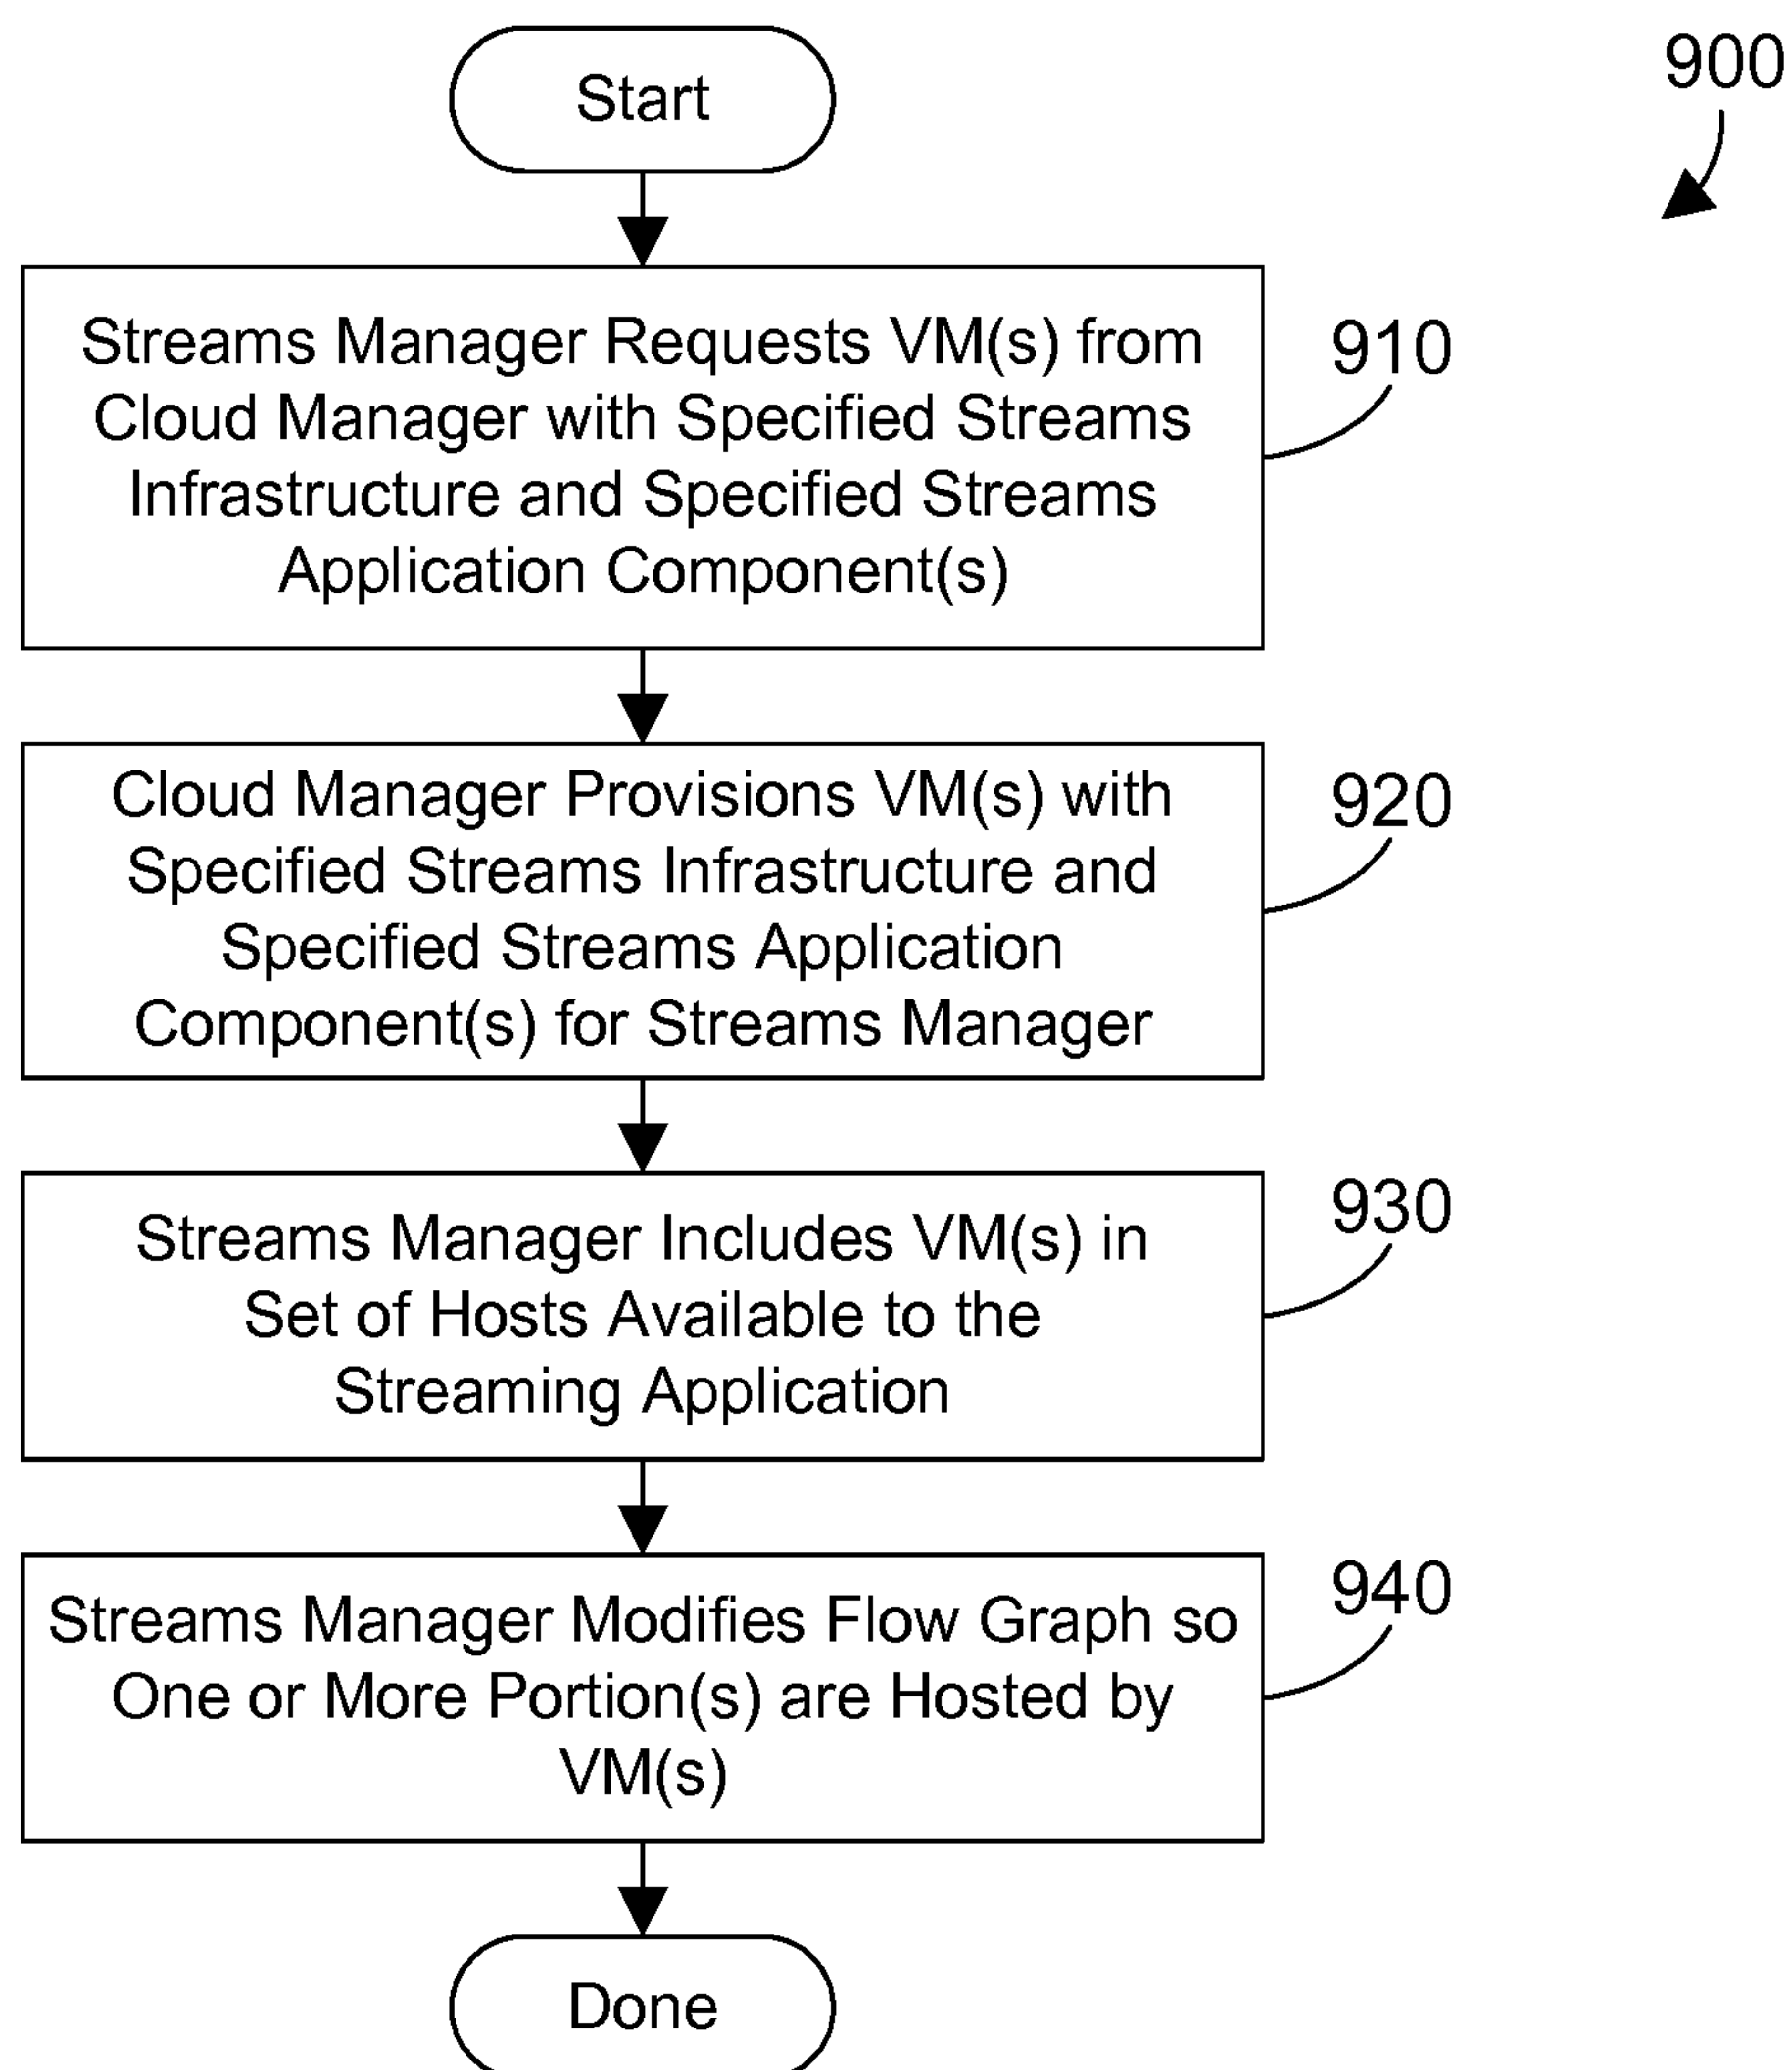 Start
900
Streams Manager Requests VM(s) from
Cloud Manager with Specified Streams
Infrastructure and Specified Streams
Application Component(s)
910
Cloud Manager Provisions VM(s) with
Specified Streams Infrastructure and
Specified Streams Application
Component(s) for Streams Manager
920
Streams Manager Includes VM(s) in
Set of Hosts Available to the
Streaming Application
930
Streams Manager Modifies Flow Graph so
One or More Portion(s) are Hosted by
VM(s)
940
Done